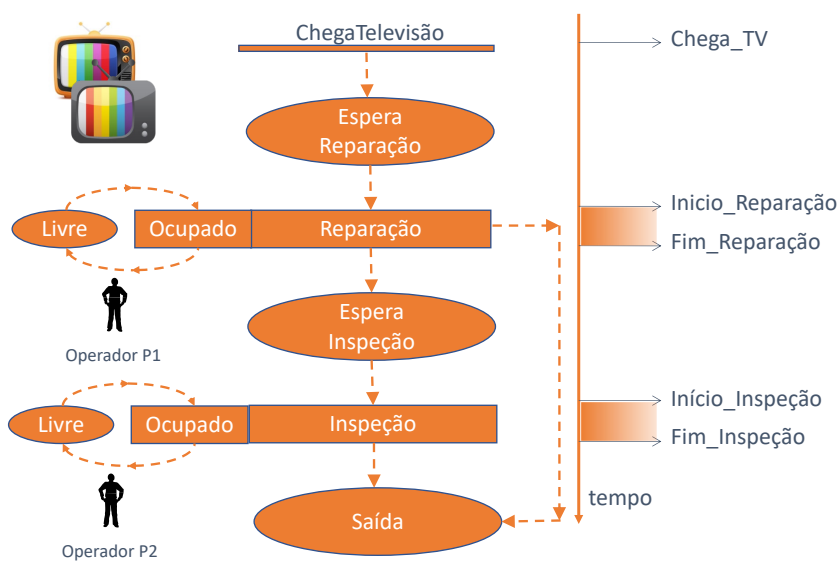 ChegaTelevisão
Chega_TV
Espera
Reparação
Inicio_Reparação
Livre
Ocupado
Reparação
Fim_Reparação
Espera
Inspeção
Operador P1
Início_Inspeção
Livre
Ocupado
Inspeção
Fim_Inspeção
tempo
Saída
Operador P2